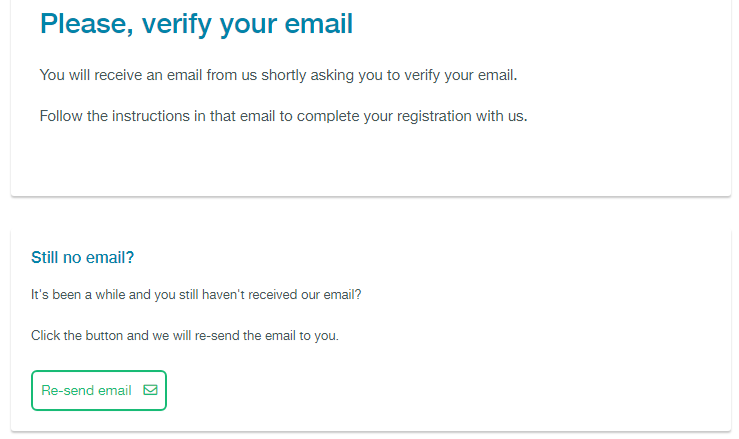 Please, verify your email
You will receive an email from us shortly asking you to verify your email.
Follow the instructions in that email to complete your registration with us.
Still no email?
It's been a while and you still haven't received our email?
Click the button and we will re-send the email to you.
Re-send email